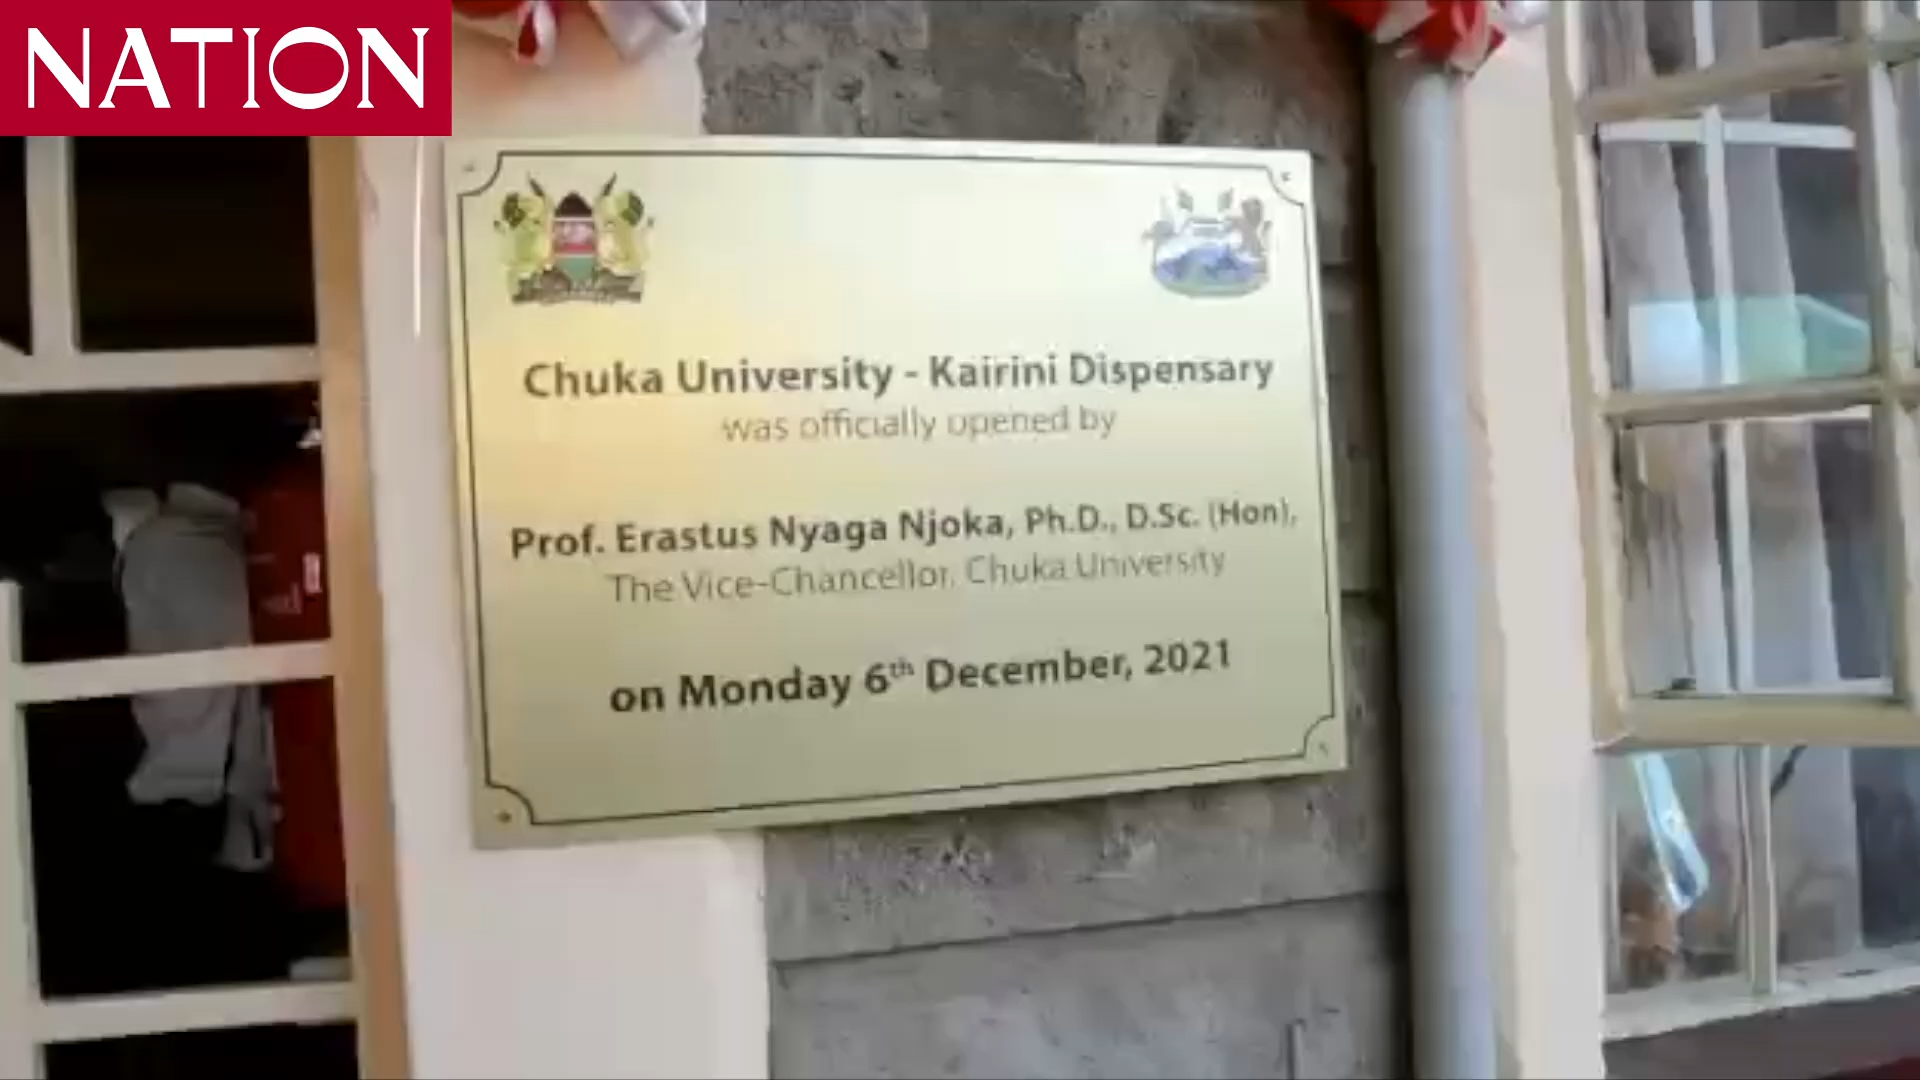 NATION
Chuka University - Kairini Dispensary
was officially opened by
Prof. Erastus Nyaga Njoka, Ph.D., D.Sc. (Hon),
The Vice-Chancellor, Chuka University
on Monday 6th December, 2021